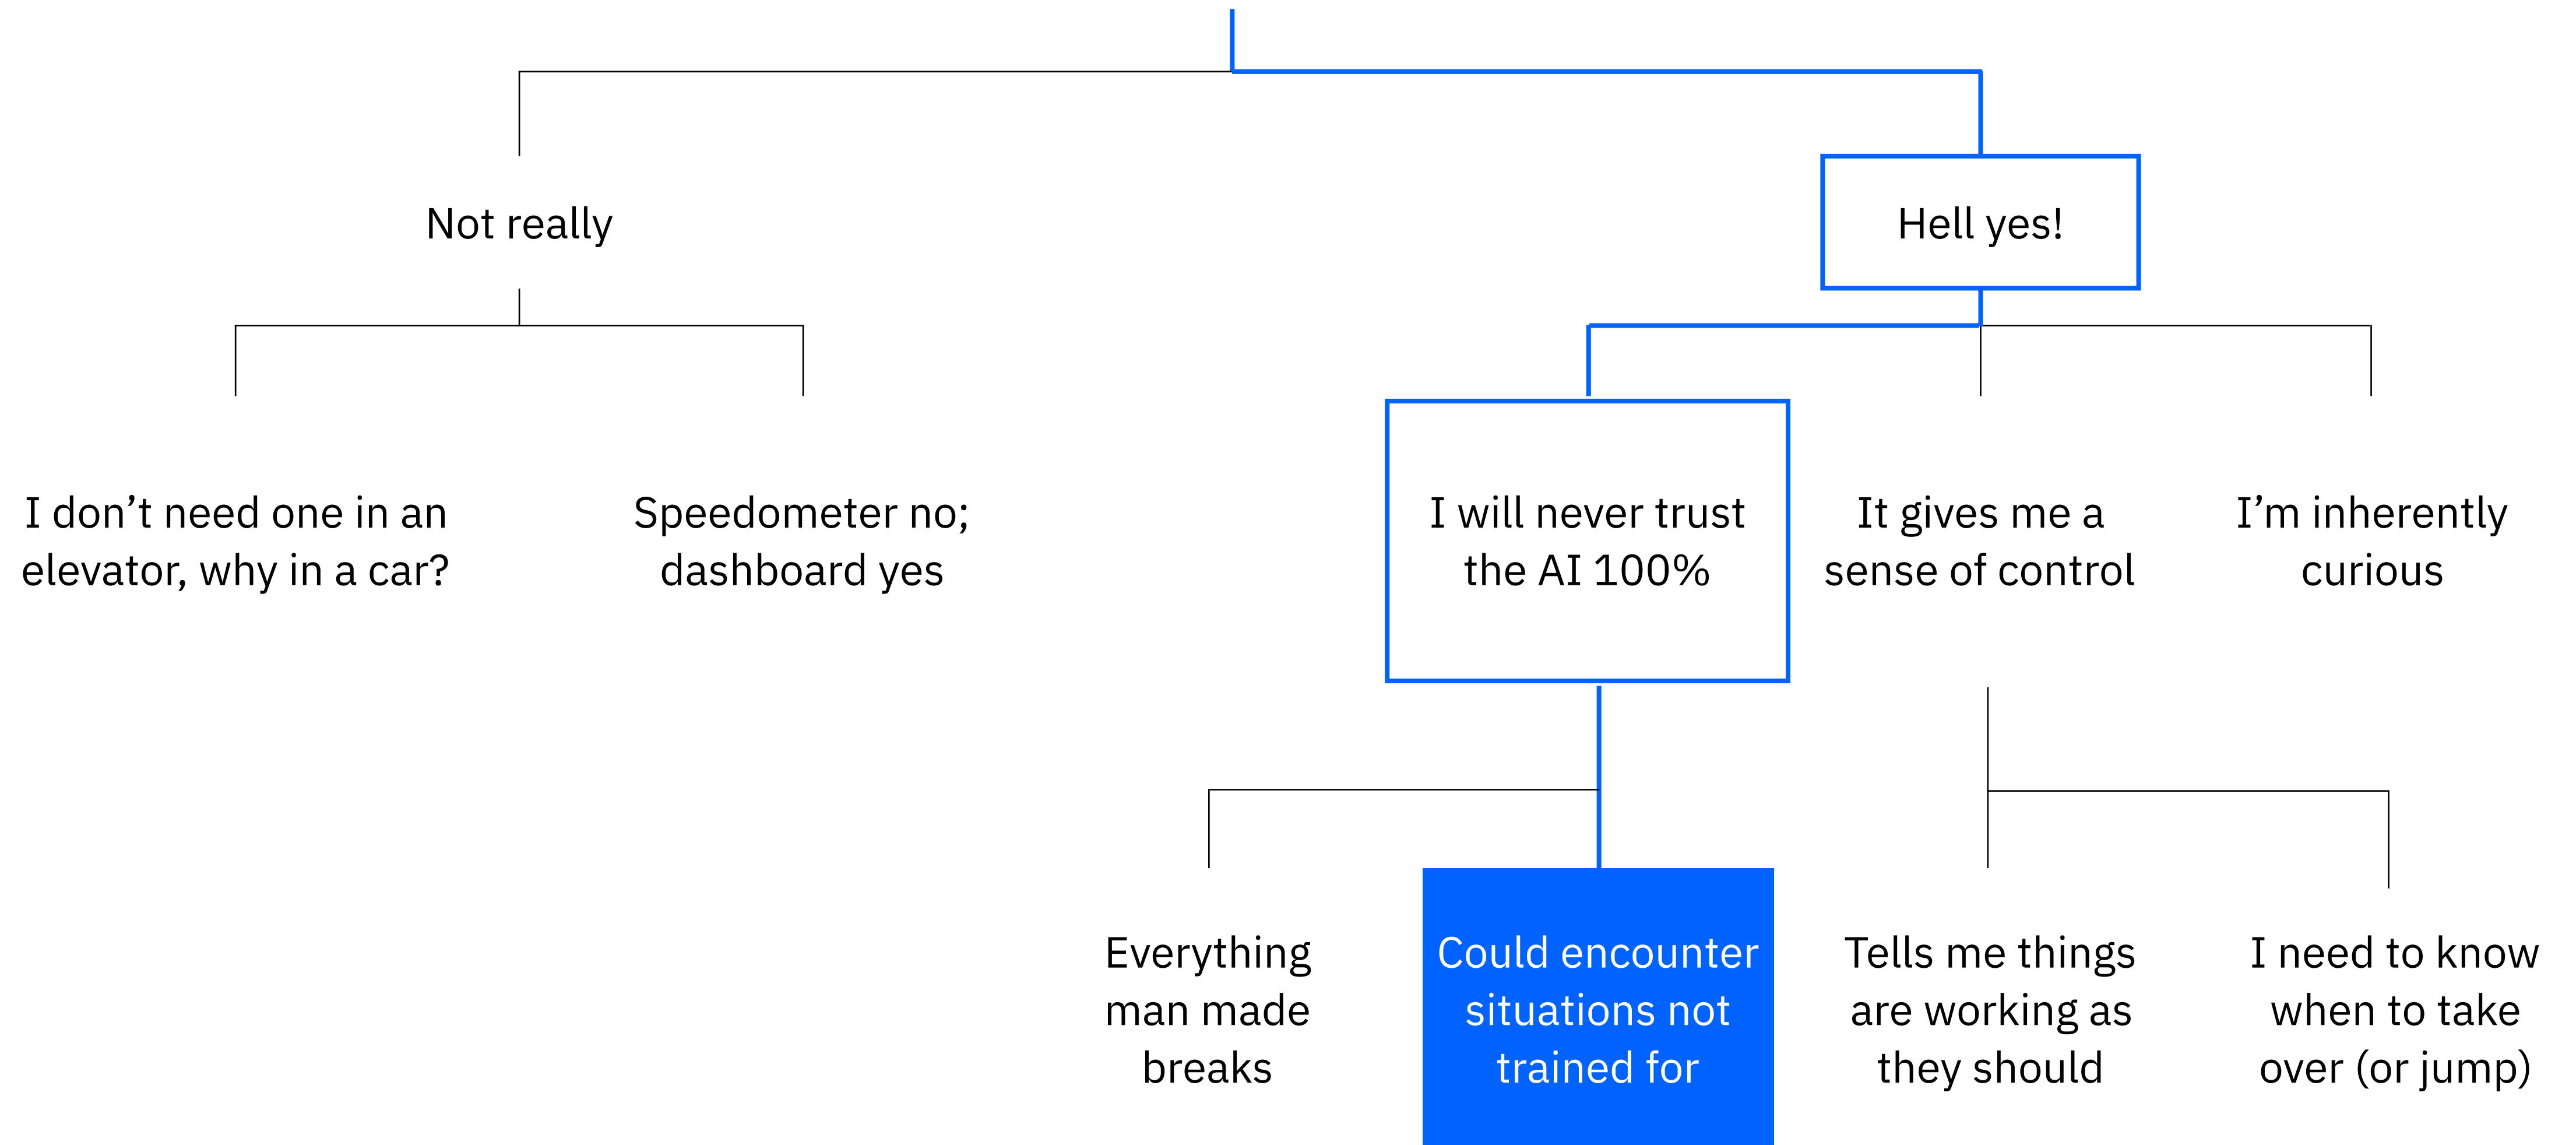 Not really
Hell yes!
I don’t need one in an
elevator, why in a car?
Speedometer no;
dashboard yes
I will never trust
the AI 100%
It gives me a
sense of control
I’m inherently
curious
Everything
man made
breaks
Could encounter
situations not
trained for
Tells me things
are working as
they should
I need to know
when to take
over (or jump)